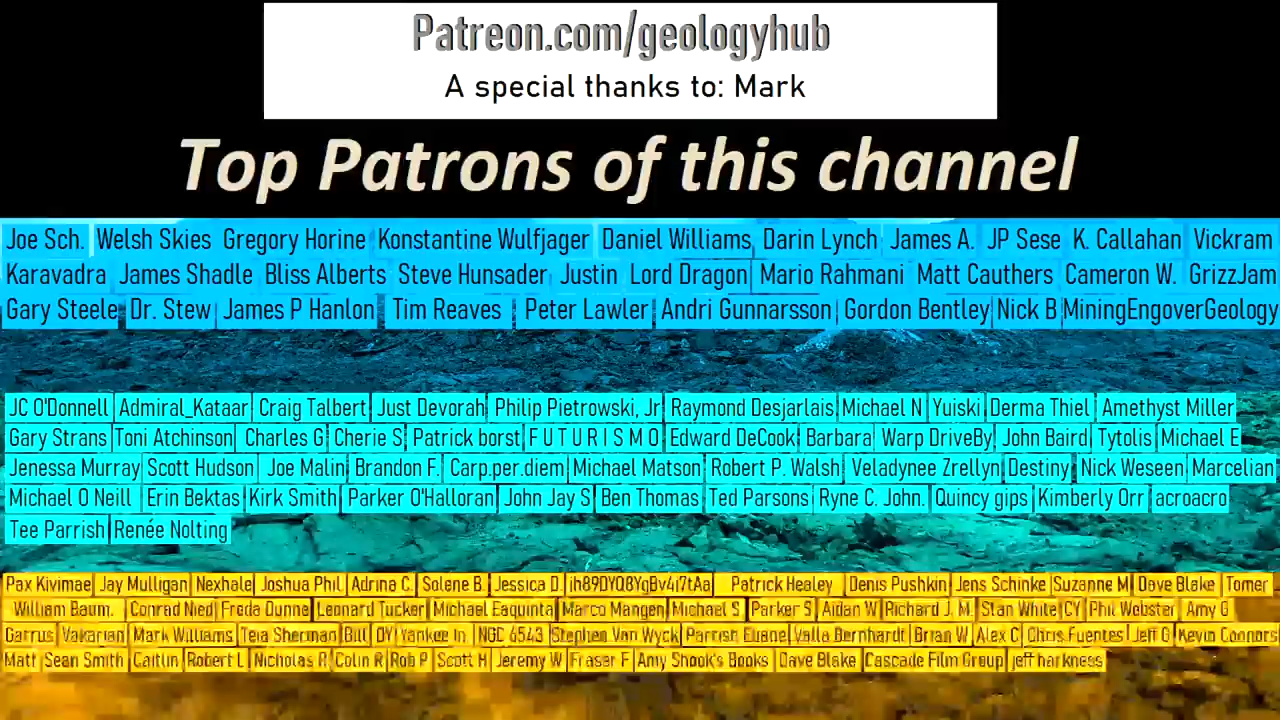 Patreon.com/geologyhub
A special thanks to: Mark
Top Patrons of this channel
Joe Sch. Welsh Skies Gregory Horine Konstantine Wulfjager Daniel Williams Darin Lynch James A. JP Sese K. Callahan Vickram
Karavadra James Shadle Bliss Alberts Steve Hunsader Justin Lord Dragon Mario Rahmani Matt Cauthers Cameron W. GrizzJam
Gary Steele Dr. Stew James P Hanlon Tim Reaves Peter Lawler Andri Gunnarsson Gordon Bentley Nick B MiningEngoverGeology
JC O'Donnell Admiral_Kataar Craig Talbert Just Devorah Philip Pietrowski, Jr Raymond Desjarlais Michael N Yuiski Derma Thiel Amethyst Miller
Gary Strans Toni Atchinson Charles G Cherie S Patrick borst F U T U R I S M O Edward DeCook Barbara Warp DriveBy John Baird Tytolis Michael E
Jenessa Murray Scott Hudson Joe Malin Brandon F. Carp.per.diem Michael Matson Robert P. Walsh Veladynee Zrellyn Destiny Nick Weseen Marcelian
Michael O Neill Erin Bektas Kirk Smith Parker O'Halloran John Jay S Ben Thomas Ted Parsons Ryne C. John. Quincy gips Kimberly Orr acroacro
Tee Parrish Renée Nolting
Pax Kivimae Jay Mulligan Nexhale Joshua Phil Adrina C. Solene B. Jessica D Patrick Healey Denis Pushkin Jens Schinke Suzanne M Dave Blake Tomer
William Baum. Conrad Nied Freda Dunne Leonard Tucker Michael Eaquinta Marco Mangen Michael S Parker S Aidan W Richard J. M. Stan White CY Phil Webster Amy G
Garrus Vakarian Mark Williams Teia Sherman Bill DY Yankee In NGC 6543 Stephen Van Wyck Parrish Eluane Valla Bernhardt Brian W Alex C Chris Fuentes Jeff G Kevin Connors
Matt Sean Smith Caitlin Robert L Nicholas R Colin R Rob P Scott H Jeremy W Fraser F Amy Shook's Books Dave Blake Cascade Film Group jeff harkness